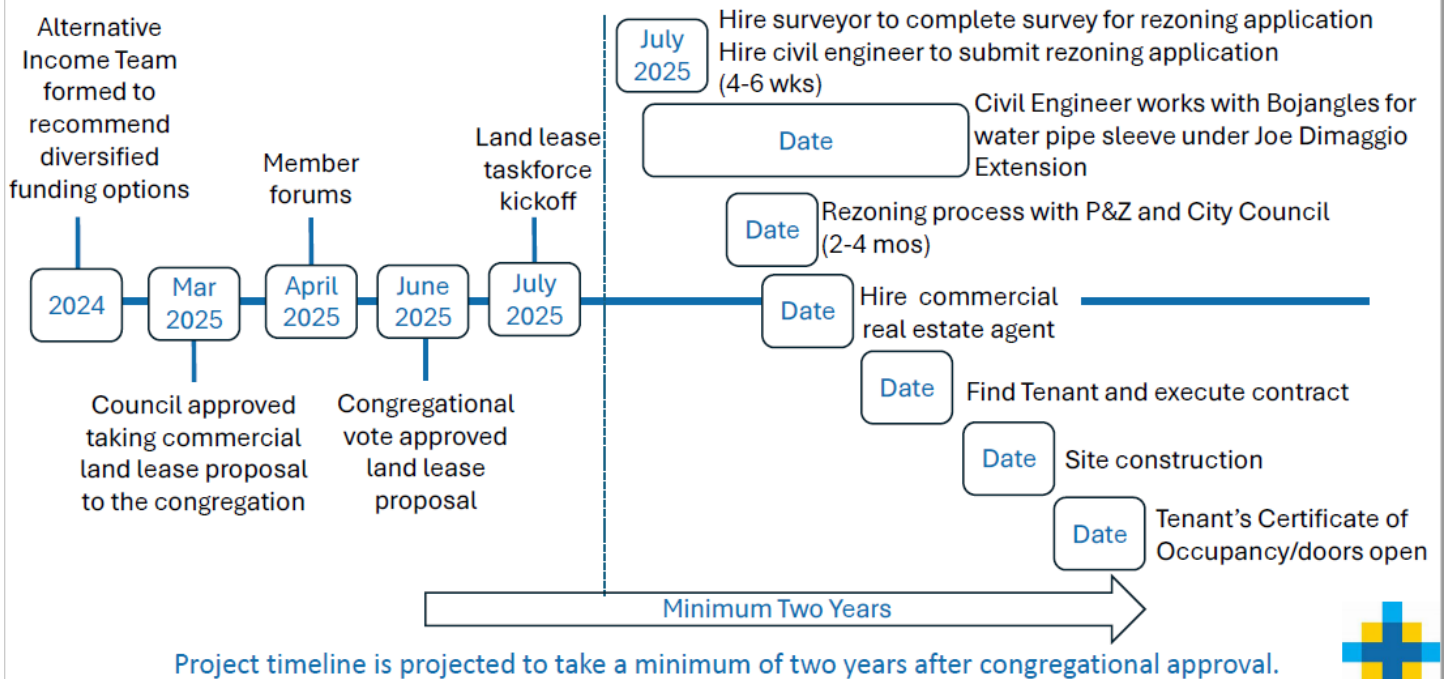 Alternative
Income Team
formed to
recommend
diversified
funding options
2024
Mar
2025
Council approved
taking commercial
land lease proposal
to the congregation
Member
forums
April
2025
June
2025
Congregational
vote approved
land lease
proposal
Land lease
taskforce
kickoff
July
2025
July
2025
Hire surveyor to complete survey for rezoning application
Hire civil engineer to submit rezoning application
(4-6 wks)
Date
Civil Engineer works with Bojangles for
water pipe sleeve under Joe Dimaggio
Extension
Date
Rezoning process with P&Z and City Council
(2-4 mos)
Date
Hire commercial
real estate agent
Date
Find Tenant and execute contract
Date
Site construction
Date
Tenant's Certificate of
Occupancy/doors open
Minimum Two Years
Project timeline is projected to take a minimum of two years after congregational approval.